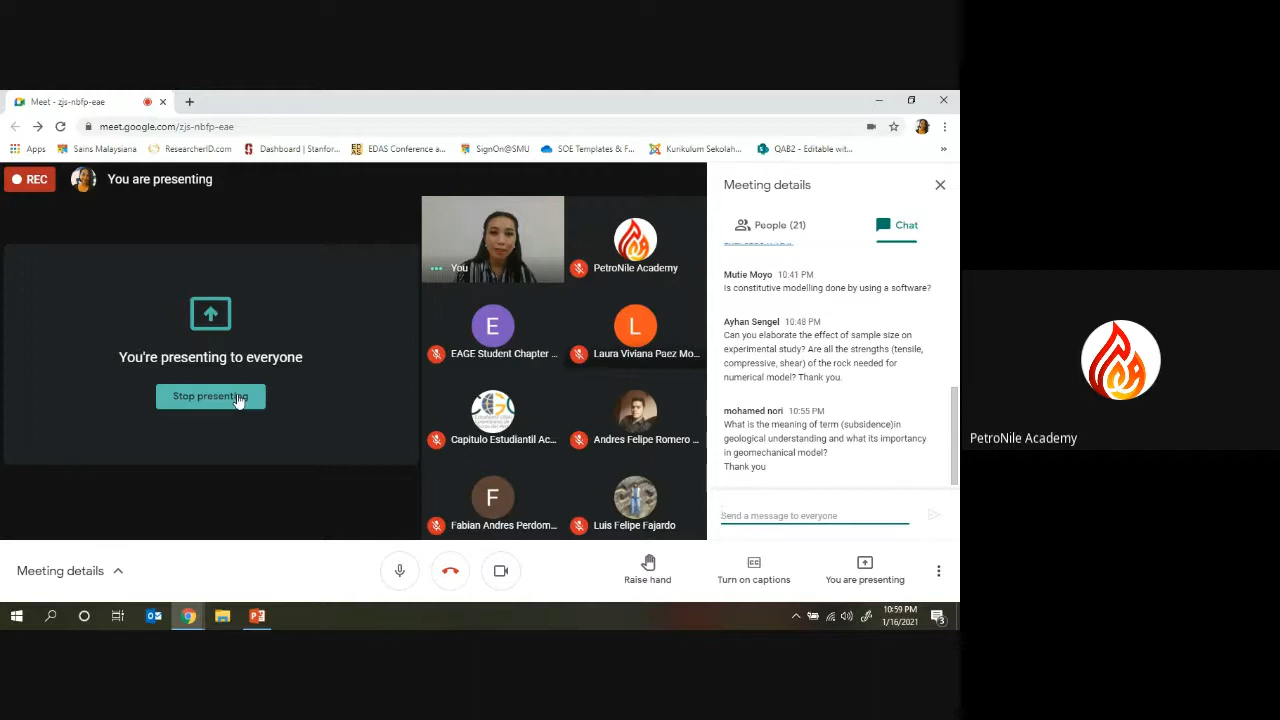 Meet - zjs-nbfp-eae
meet.google.com/zjs-nbfp-eae
Apps
Sains Malaysiana
ResearcherID.com
Dashboard | Stanfor...
EDAS Conference a...
SignOn@SMU
SOE Templates & F...
Kurikulum Sekolah...
QAB2 - Editable wit...
REC
You are presenting
You're presenting to everyone
Stop presenting
You
PetroNile Academy
E
EAGE Student Chapter ...
L
Laura Viviana Paez Mo...
Capitulo Estudiantil Ac...
Andres Felipe Romero ...
F
Fabian Andres Perdom...
Luis Felipe Fajardo
Meeting details
People (21)
Chat
Mutie Moyo 10:41 PM
Is constitutive modelling done by using a software?
Ayhan Sengel 10:48 PM
Can you elaborate the effect of sample size on
experimental study? Are all the strengths (tensile,
compressive, shear) of the rock needed for
numerical model? Thank you.
mohamed nori 10:55 PM
What is the meaning of term (subsidence)in
geological understanding and what its importancy
in geomechanical model?
Thank you
Send a message to everyone
Meeting details
Raise hand
Turn on captions
You are presenting
10:59 PM
1/16/2021
3
PetroNile Academy